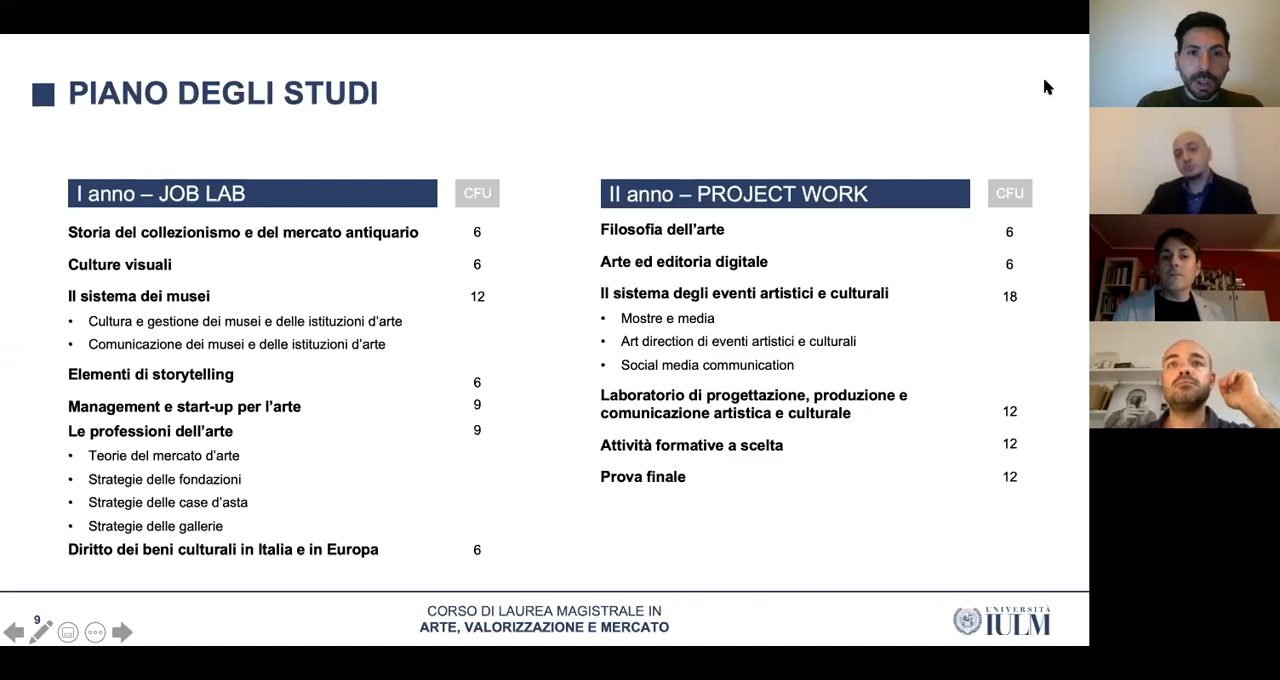 PIANO DEGLI STUDI
I anno – JOB LAB CFU
Storia del collezionismo e del mercato antiquario 6
Culture visuali 6
Il sistema dei musei 12
• Cultura e gestione dei musei e delle istituzioni d'arte
• Comunicazione dei musei e delle istituzioni d'arte
Elementi di storytelling 6
Management e start-up per l'arte 9
Le professioni dell'arte 9
• Teorie del mercato d'arte
• Strategie delle fondazioni
• Strategie delle case d'asta
• Strategie delle gallerie
Diritto dei beni culturali in Italia e in Europa 6
II anno – PROJECT WORK CFU
Filosofia dell'arte 6
Arte ed editoria digitale 6
Il sistema degli eventi artistici e culturali 18
• Mostre e media
• Art direction di eventi artistici e culturali
• Social media communication
Laboratorio di progettazione, produzione e
comunicazione artistica e culturale 12
Attività formative a scelta 12
Prova finale 12
9
CORSO DI LAUREA MAGISTRALE IN
ARTE, VALORIZZAZIONE E MERCATO
UNIVERSITÀ
IULM